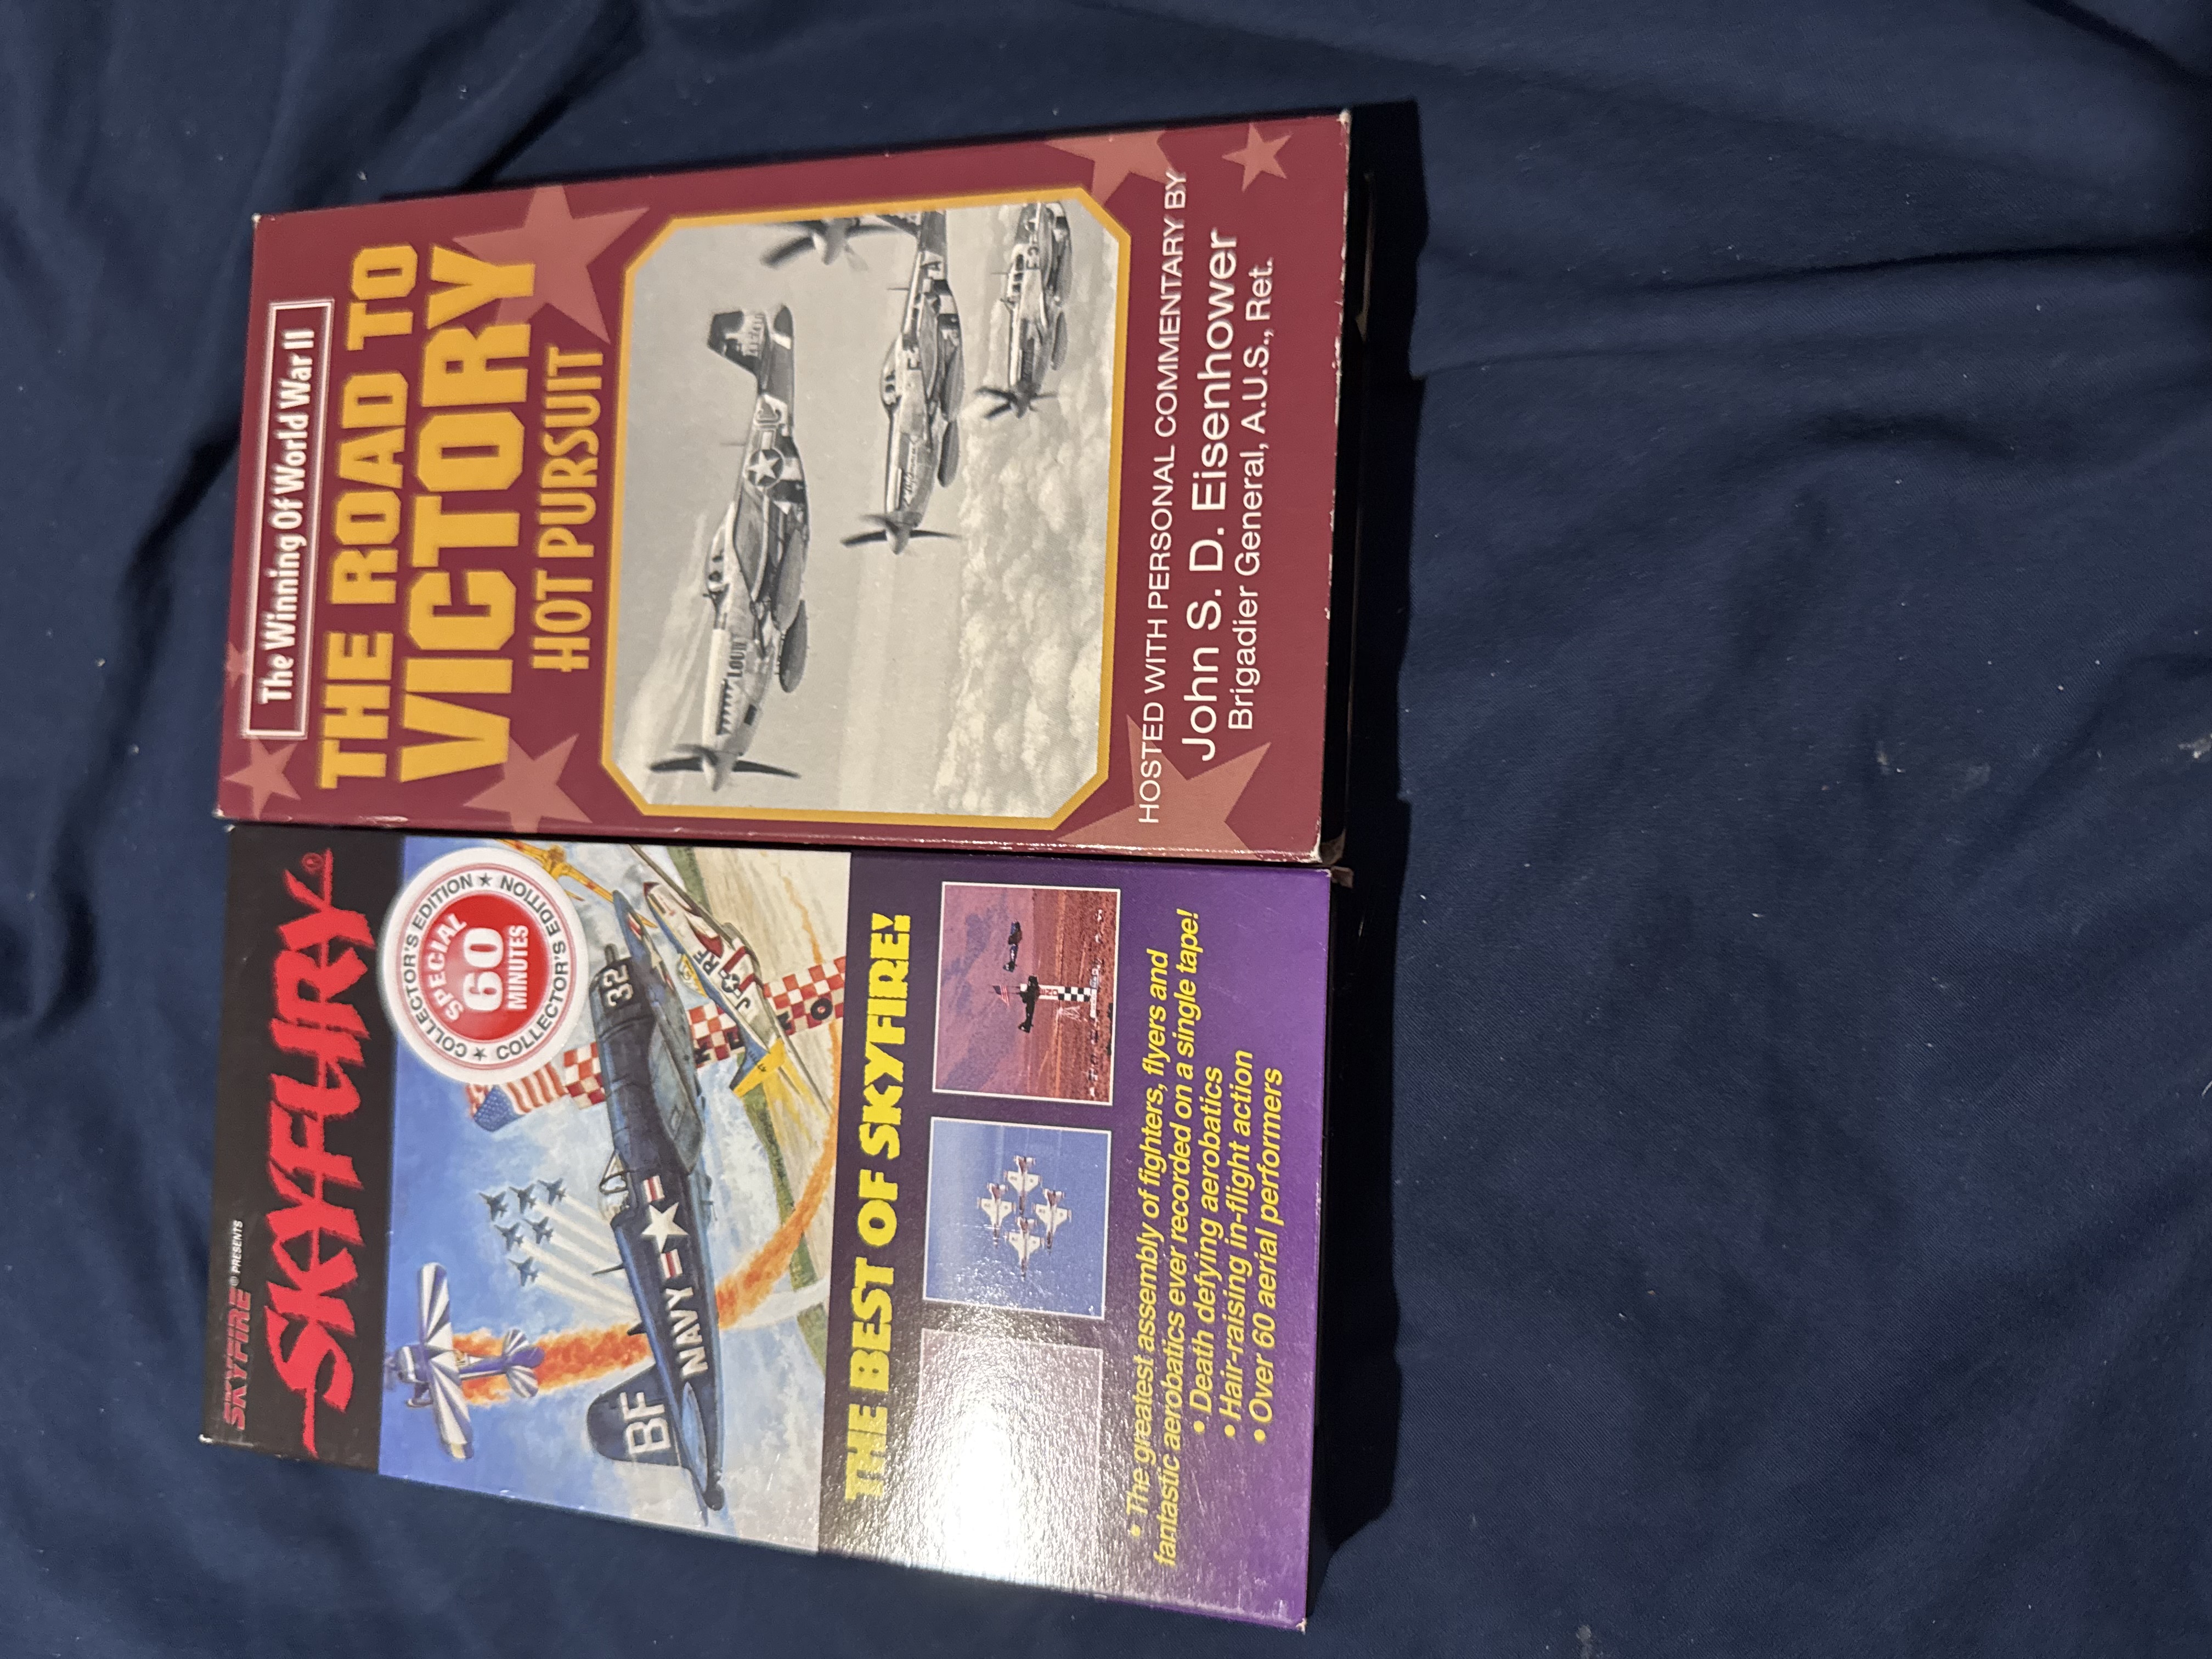 SKYFIRE® PRESENTS
SKYFURY®
COLLECTOR'S EDITION ★ COLLECTOR'S EDITION ★
SPECIAL
60
MINUTES
32
BF
NAVY
THE BEST OF SKYFIRE!
• The greatest assembly of fighters, flyers and
fantastic aerobatics ever recorded on a single tape!
• Death defying aerobatics
• Hair-raising in-flight action
• Over 60 aerial performers
The Winning Of World War II
THE ROAD TO
VICTORY
HOT PURSUIT
LOU
HOSTED WITH PERSONAL COMMENTARY BY
John S. D. Eisenhower
Brigadier General, A.U.S., Ret.